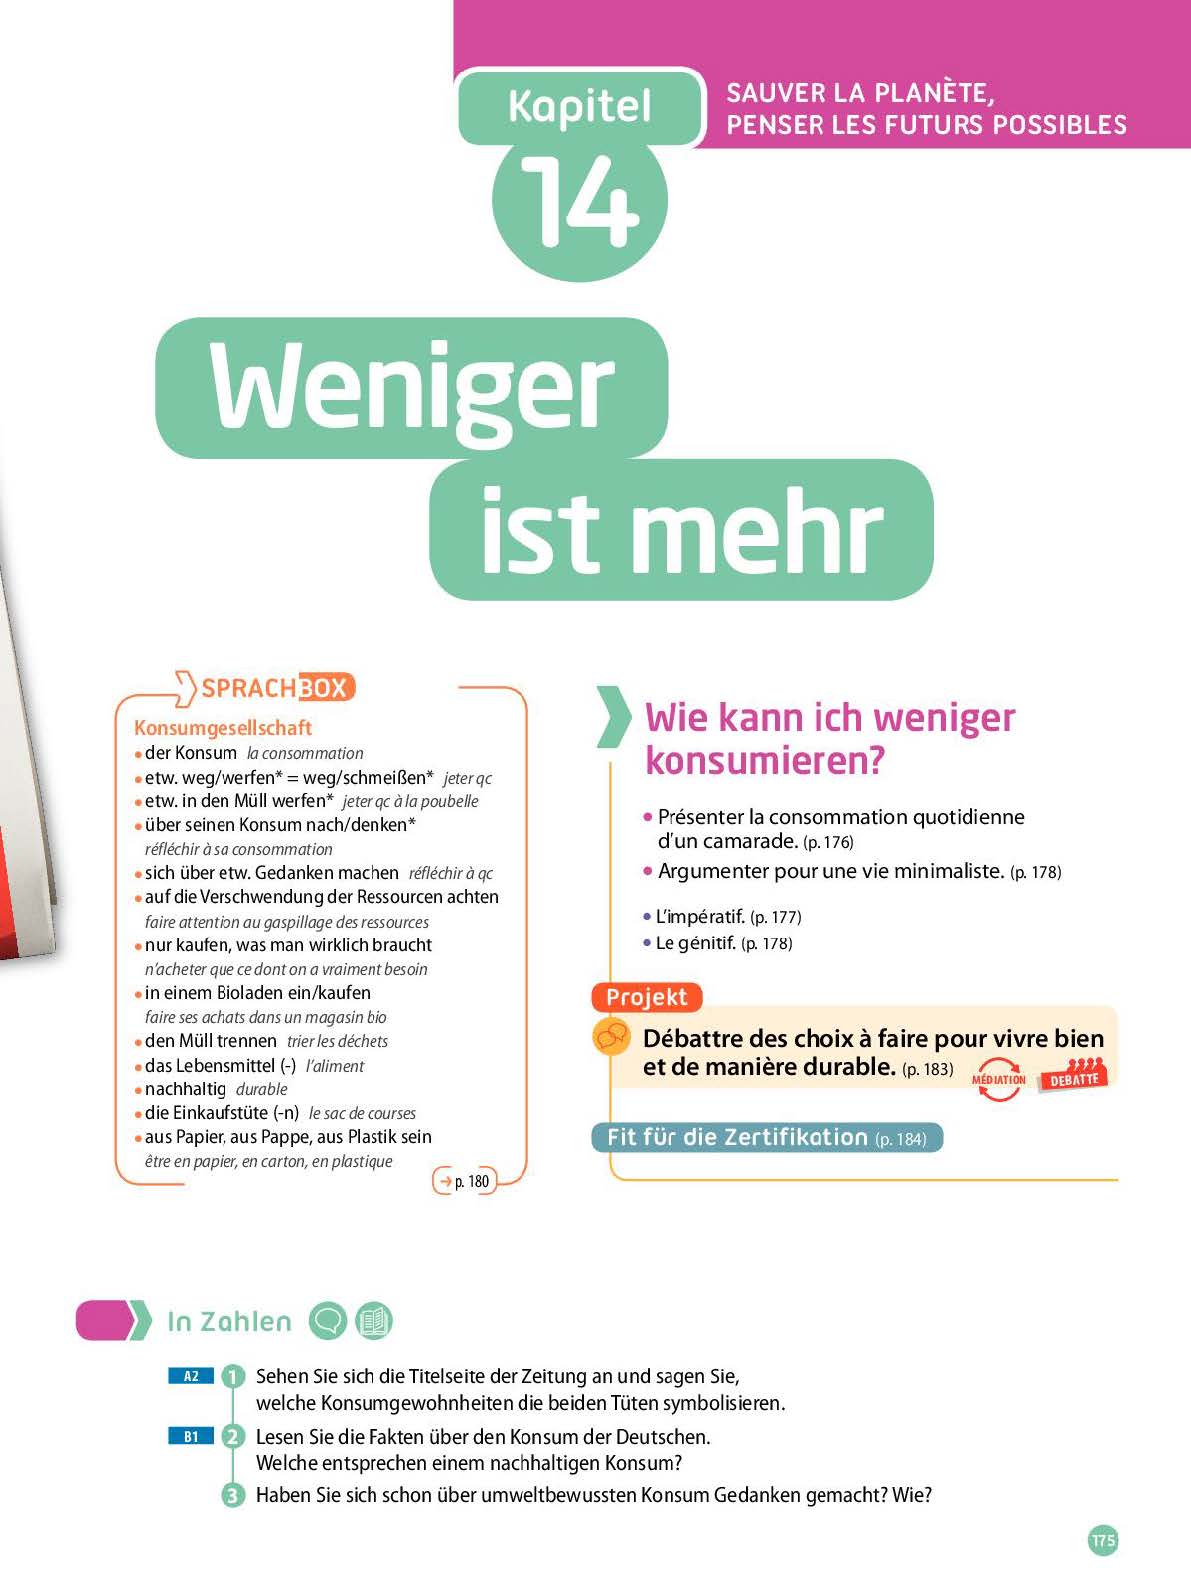 SAUVER LA PLANÈTE,
PENSER LES FUTURS POSSIBLES
Kapitel
14
Weniger
ist mehr
SPRACHBOX
Konsumgesellschaft
• der Konsum la consommation
• etw. weg/werfen* = weg/schmeißen* jeter qc
• etw. in den Müll werfen* jeter qc à la poubelle
• über seinen Konsum nach/denken*
réfléchir à sa consommation
• sich über etw. Gedanken machen réfléchir à qc
• auf die Verschwendung der Ressourcen achten
faire attention au gaspillage des ressources
• nur kaufen, was man wirklich braucht
n'acheter que ce dont on a vraiment besoin
• in einem Bioladen ein/kaufen
faire ses achats dans un magasin bio
• den Müll trennen trier les déchets
• das Lebensmittel (-) l'aliment
• nachhaltig durable
• die Einkaufstüte (-n) le sac de courses
• aus Papier, aus Pappe, aus Plastik sein
être en papier, en carton, en plastique
→ p. 180
Wie kann ich weniger
konsumieren?
• Présenter la consommation quotidienne
d'un camarade. (p. 176)
• Argumenter pour une vie minimaliste. (p. 178)
• L'impératif. (p. 177)
• Le génitif. (p. 178)
Projekt
Débattre des choix à faire pour vivre bien
et de manière durable. (p. 183)
MÉDIATION
DEBATTE
Fit für die Zertifikation (p. 184)
In Zahlen
A2 1 Sehen Sie sich die Titelseite der Zeitung an und sagen Sie,
welche Konsumgewohnheiten die beiden Tüten symbolisieren.
B1 2 Lesen Sie die Fakten über den Konsum der Deutschen.
Welche entsprechen einem nachhaltigen Konsum?
3 Haben Sie sich schon über umweltbewussten Konsum Gedanken gemacht? Wie?
175